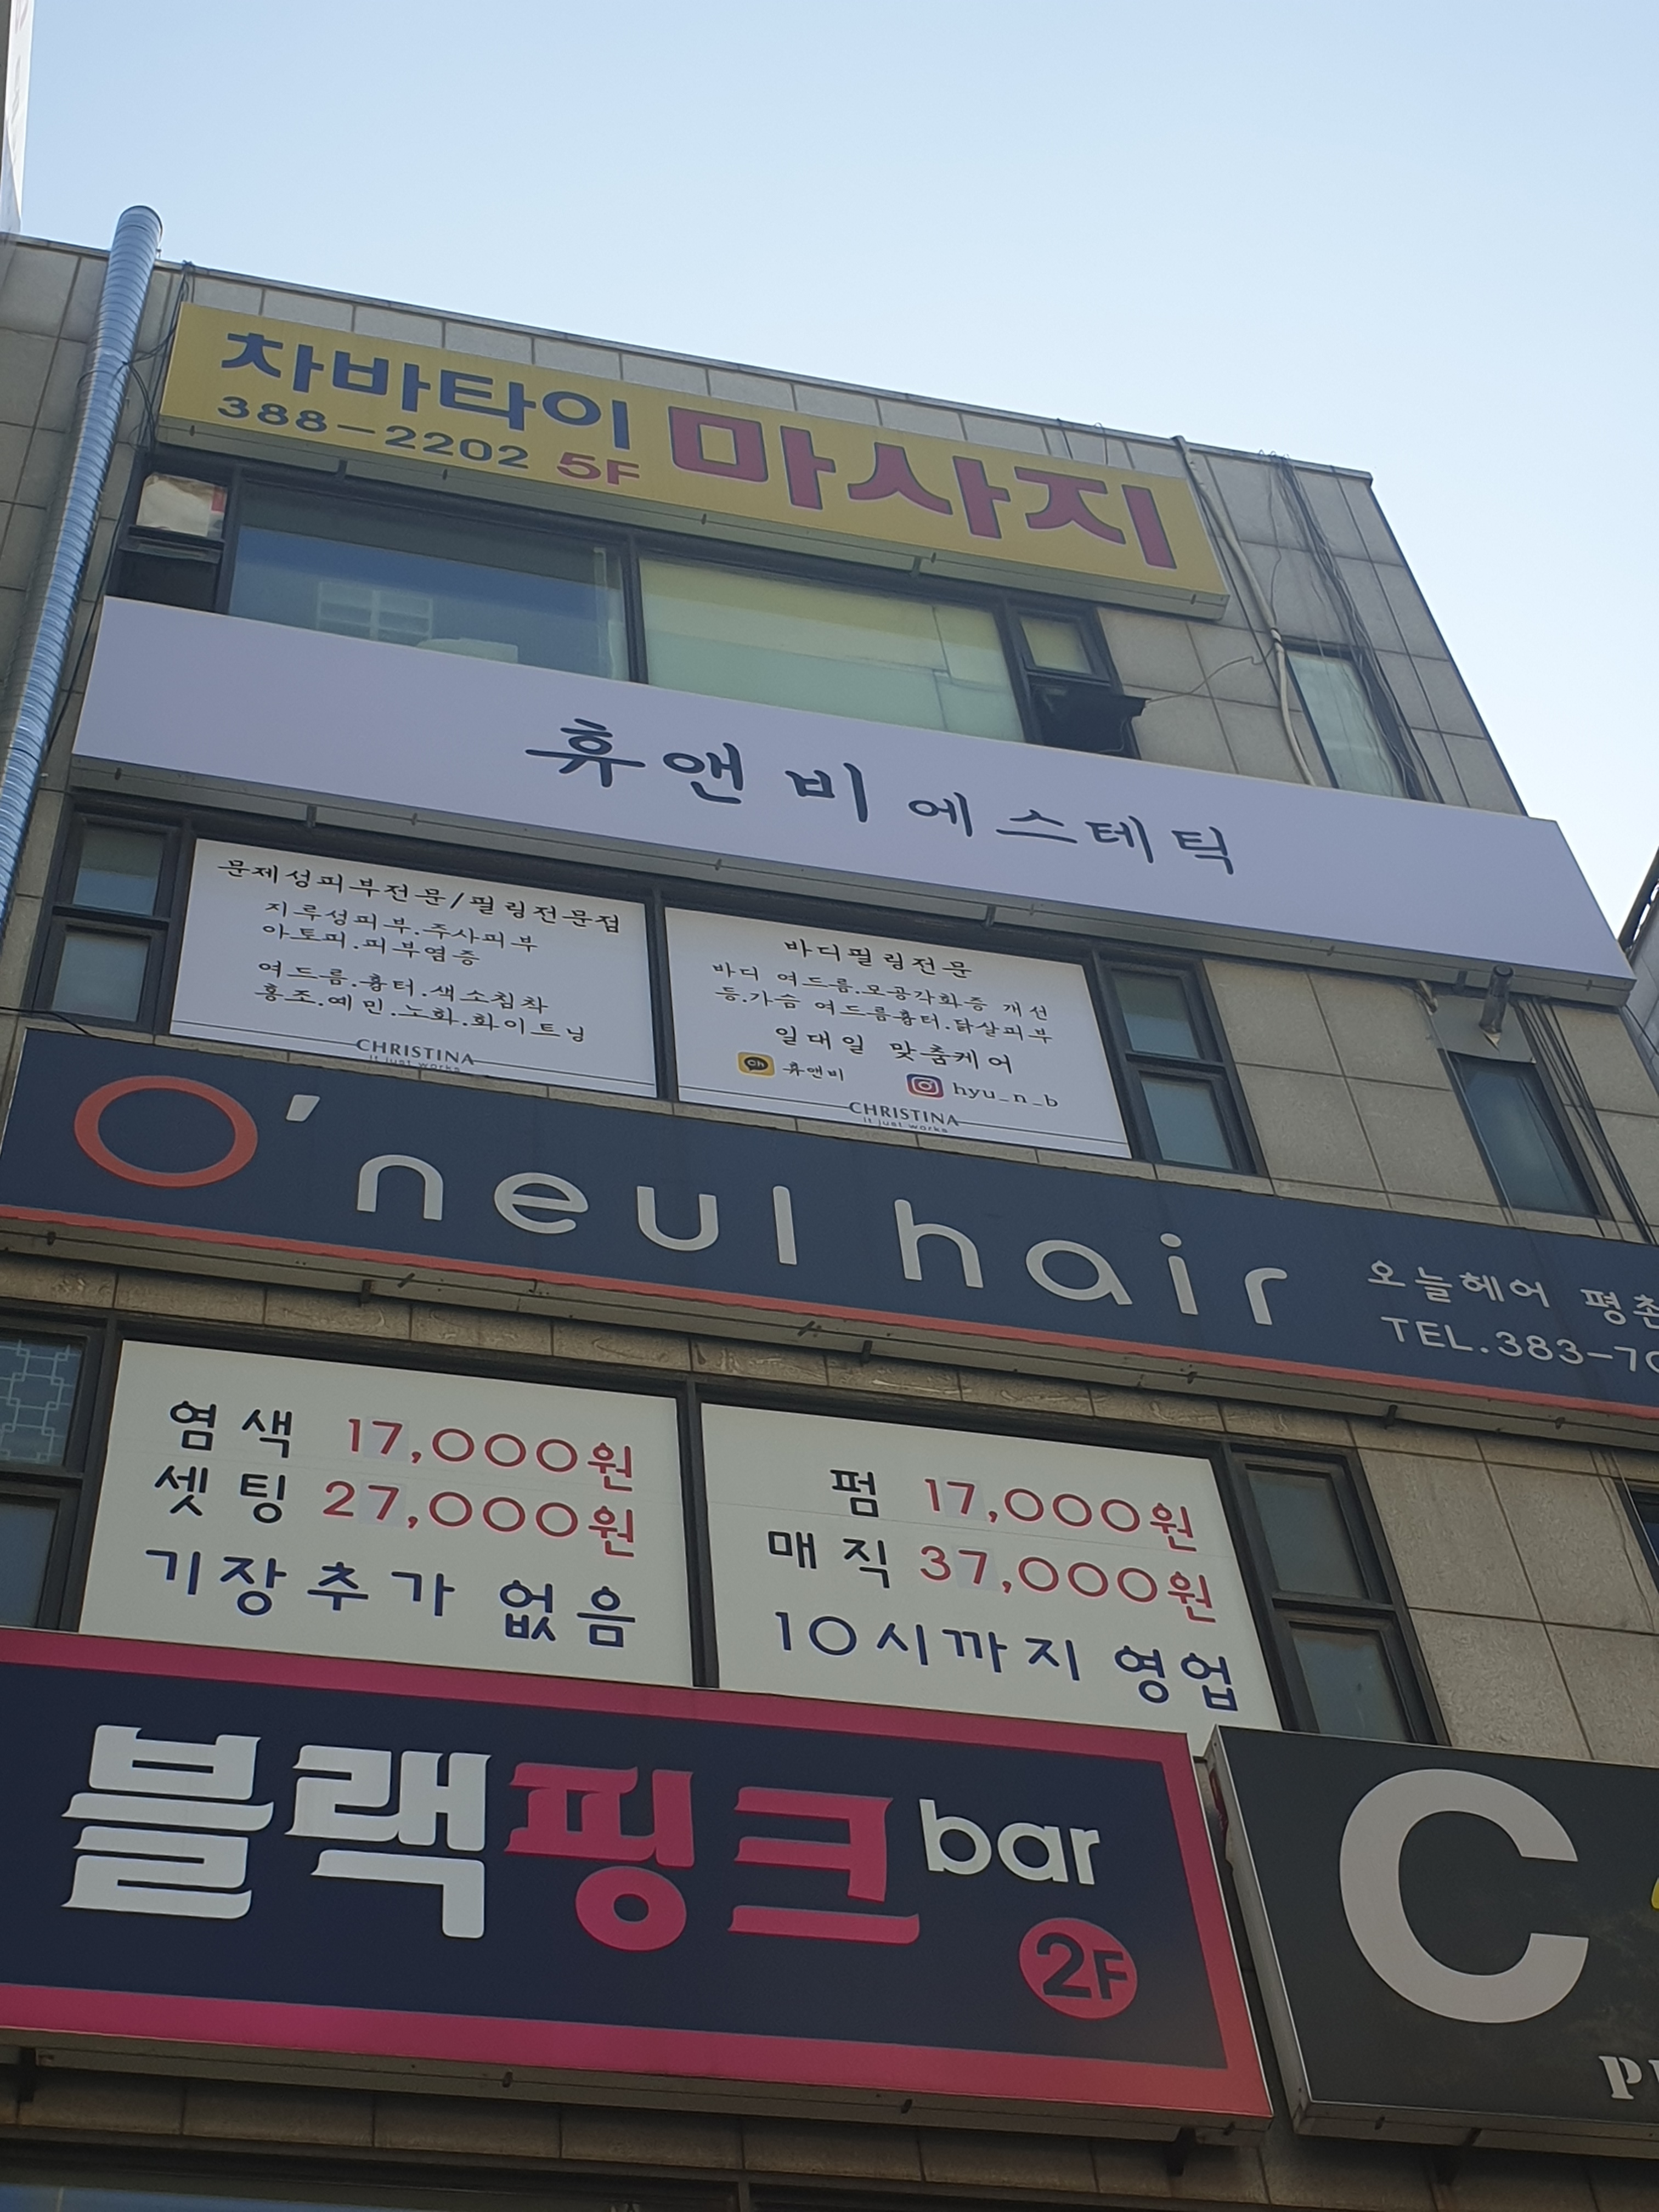 차바타이 마사지
388-2202 5F
휴앤비 에스테틱
문제성피부전문/필링전문점
지루성피부.주사피부
아토피.피부염증
여드름.흉터.색소침착
홍조.예민.노화.화이트닝
CHRISTINA
it just works
바디필링전문
바디 여드름.모공각화증 개선
등.가슴 여드름흉터.닭살피부
일대일 맞춤케어
휴앤비 hyu_n_b
CHRISTINA
it just works
O'neul hair
오늘헤어
TEL.383-70
염색 17,000원
셋팅 27,000원
기장추가 없음
펌 17,000원
매직 37,000원
10시까지 영업
블랙핑크 bar
2F
C